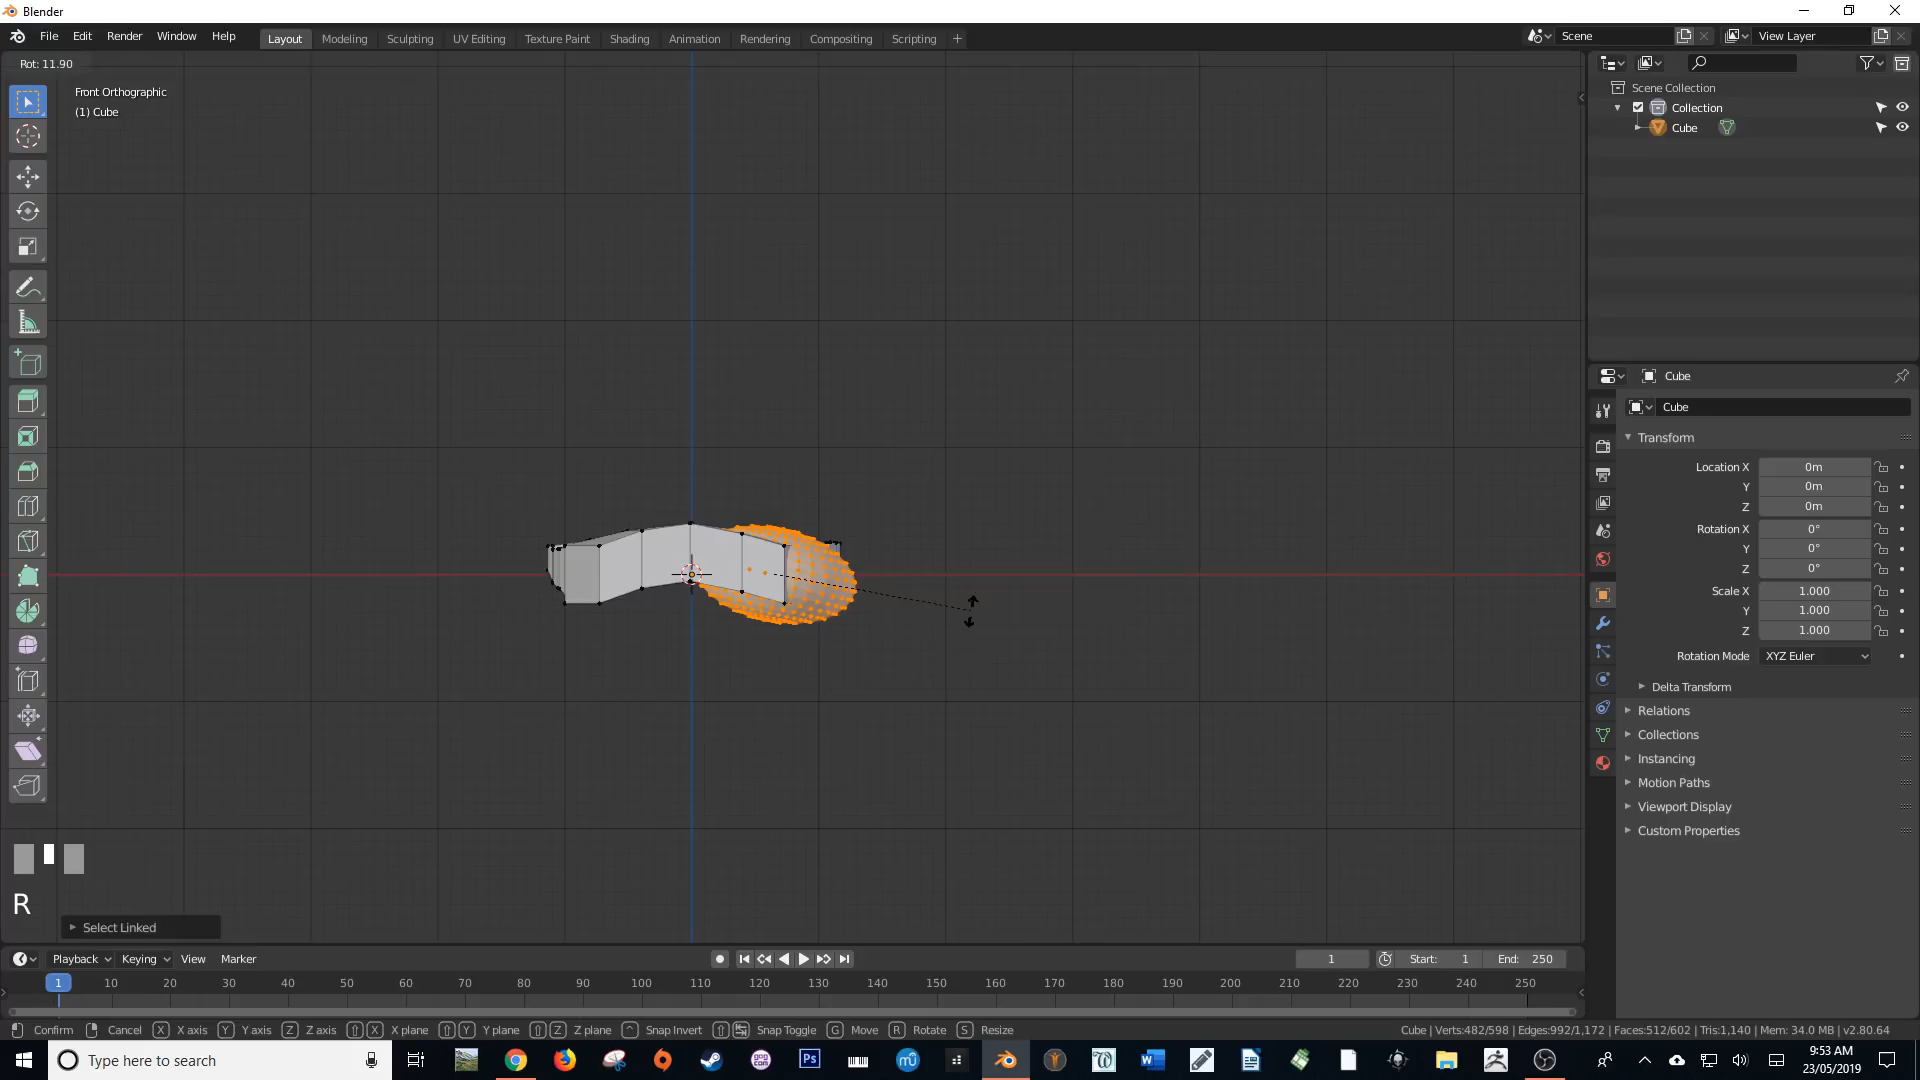 Blender
File Edit Render Window Help
Layout Modeling Sculpting UV Editing Texture Paint Shading Animation Rendering Compositing Scripting +
Scene
View Layer
Rot: 11.90
Front Orthographic
(1) Cube
Scene Collection
Collection
Cube
Cube
Cube
Transform
Location X 0m
Y 0m
Z 0m
Rotation X 0°
Y 0°
Z 0°
Scale X 1.000
Y 1.000
Z 1.000
Rotation Mode XYZ Euler
Delta Transform
Relations
Collections
Instancing
Motion Paths
Viewport Display
Custom Properties
R
Select Linked
Playback Keying View Marker
1 Start: 1 End: 250
1 10 20 30 40 50 60 70 80 90 100 110 120 130 140 150 160 170 180 190 200 210 220 230 240 250
Confirm Cancel X X axis Y Y axis Z Z axis X X plane Y Y plane Z Z plane Snap Invert Snap Toggle G Move R Rotate S Resize
Cube | Verts:482/598 | Edges:992/1,172 | Faces:512/602 | Tris:1,140 | Mem: 34.0 MB | v2.80.64
Type here to search
Ps
9:53 AM
23/05/2019